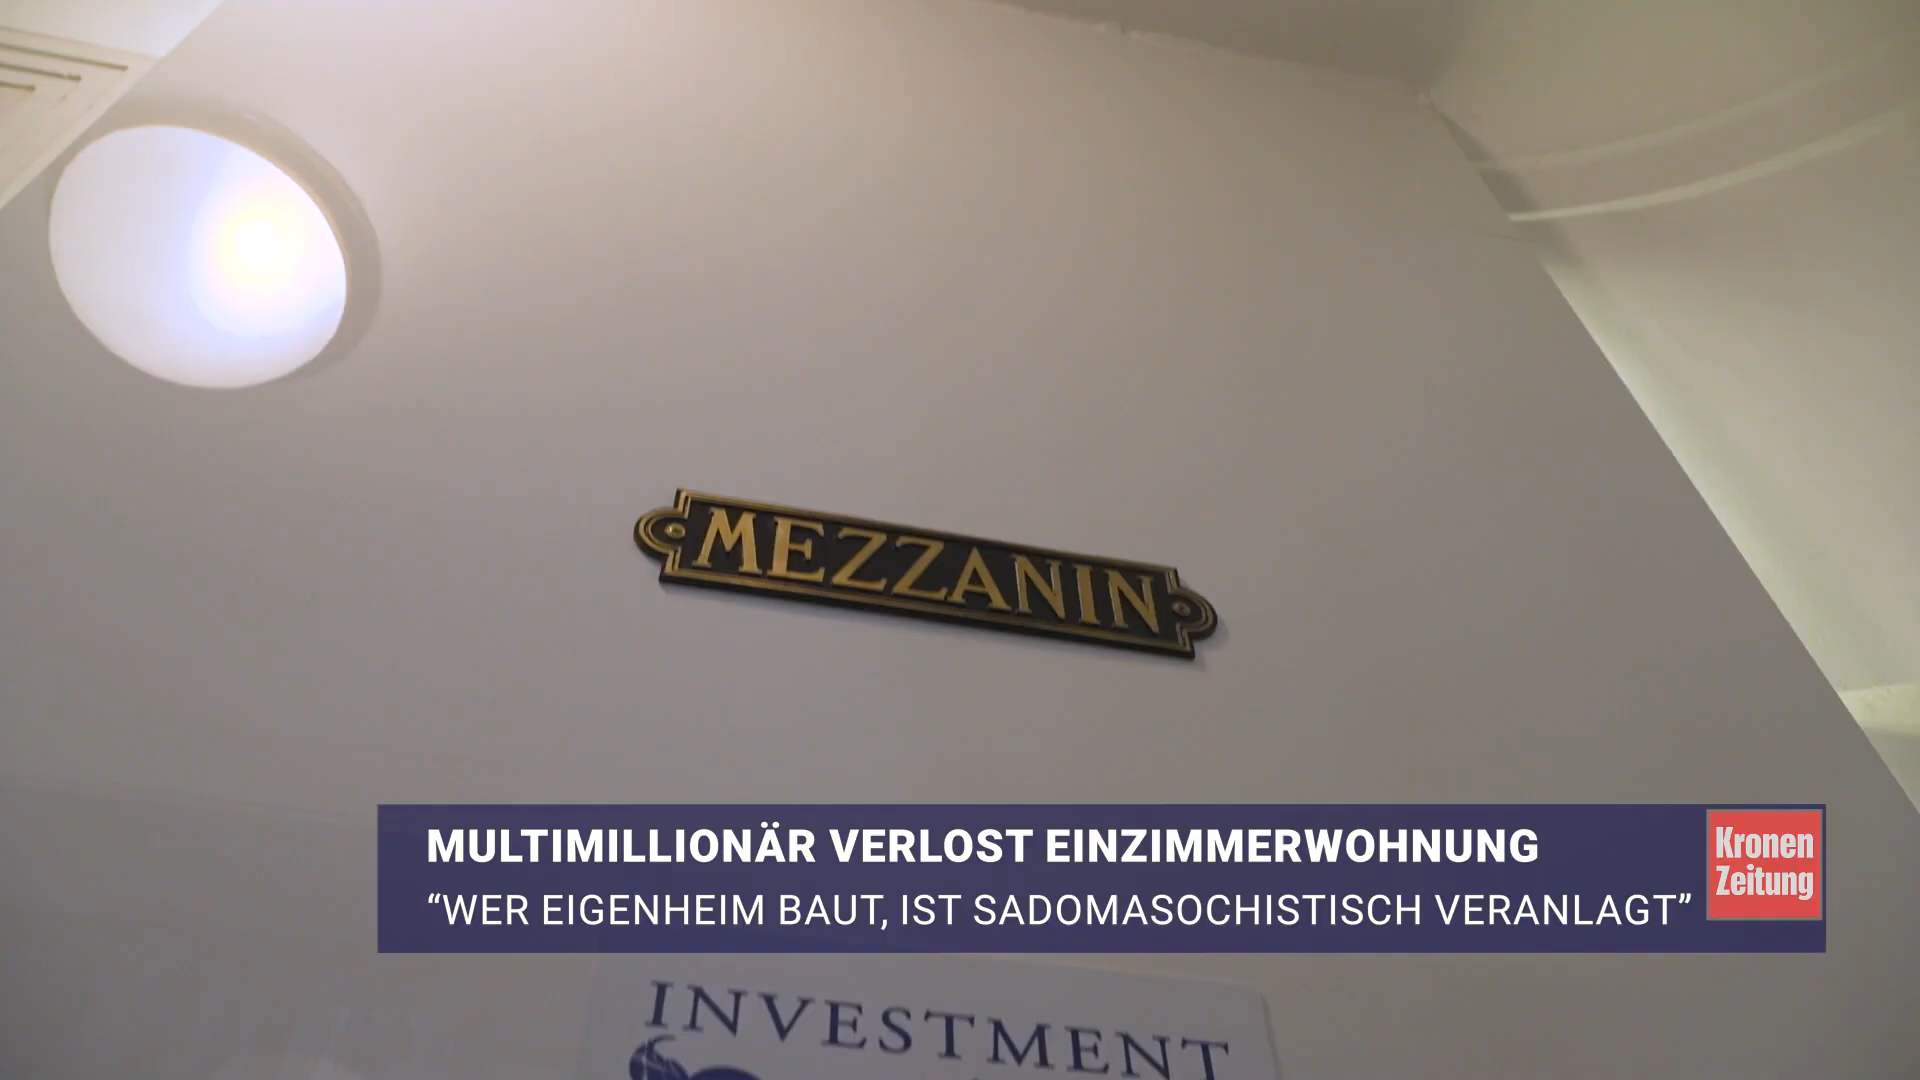 MEZZANIN
MULTIMILLIONÄR VERLOST EINZIMMERWOHNUNG
“WER EIGENHEIM BAUT, IST SADOMASOCHISTISCH VERANLAGT”
Kronen
Zeitung
INVESTMENT